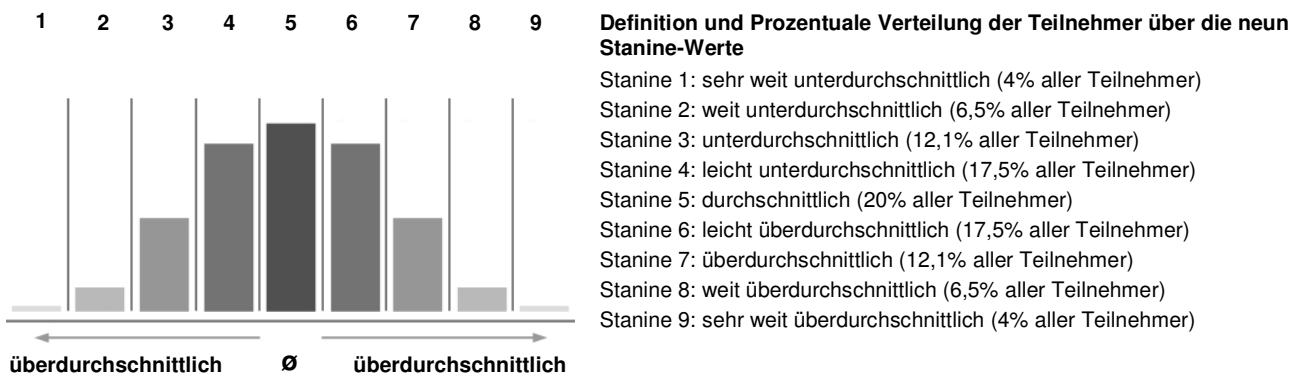 1 2 3 4 5 6 7 8 9
überdurchschnittlich Ø überdurchschnittlich
Definition und Prozentuale Verteilung der Teilnehmer über die neun
Stanine-Werte
Stanine 1: sehr weit unterdurchschnittlich (4% aller Teilnehmer)
Stanine 2: weit unterdurchschnittlich (6,5% aller Teilnehmer)
Stanine 3: unterdurchschnittlich (12,1% aller Teilnehmer)
Stanine 4: leicht unterdurchschnittlich (17,5% aller Teilnehmer)
Stanine 5: durchschnittlich (20% aller Teilnehmer)
Stanine 6: leicht überdurchschnittlich (17,5% aller Teilnehmer)
Stanine 7: überdurchschnittlich (12,1% aller Teilnehmer)
Stanine 8: weit überdurchschnittlich (6,5% aller Teilnehmer)
Stanine 9: sehr weit überdurchschnittlich (4% aller Teilnehmer)